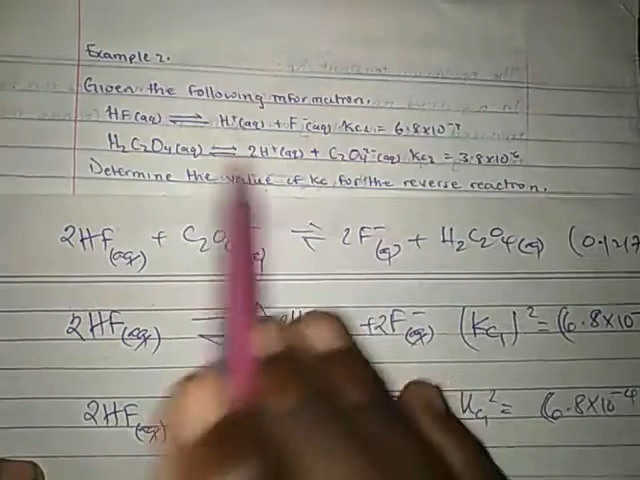 Example 2.
Given the following information.
HF(aq) ⇌ H⁺(aq) + F⁻(aq) Kc₁ = 6.8×10⁻⁴
H₂C₂O₄(aq) ⇌ 2H⁺(aq) + C₂O₄²⁻(aq) Kc₂ = 3.8×10⁻⁶
Determine the value of Kc for the reverse reaction.
2HF(aq) + C₂O ⇌ 2F⁻(aq) + H₂C₂O₄(aq) (0.1217
2HF(aq) ⇌ + 2F⁻(aq) (Kc₁)² = (6.8×10⁻
2HF(aq) Kc₁² = (6.8×10⁻⁴